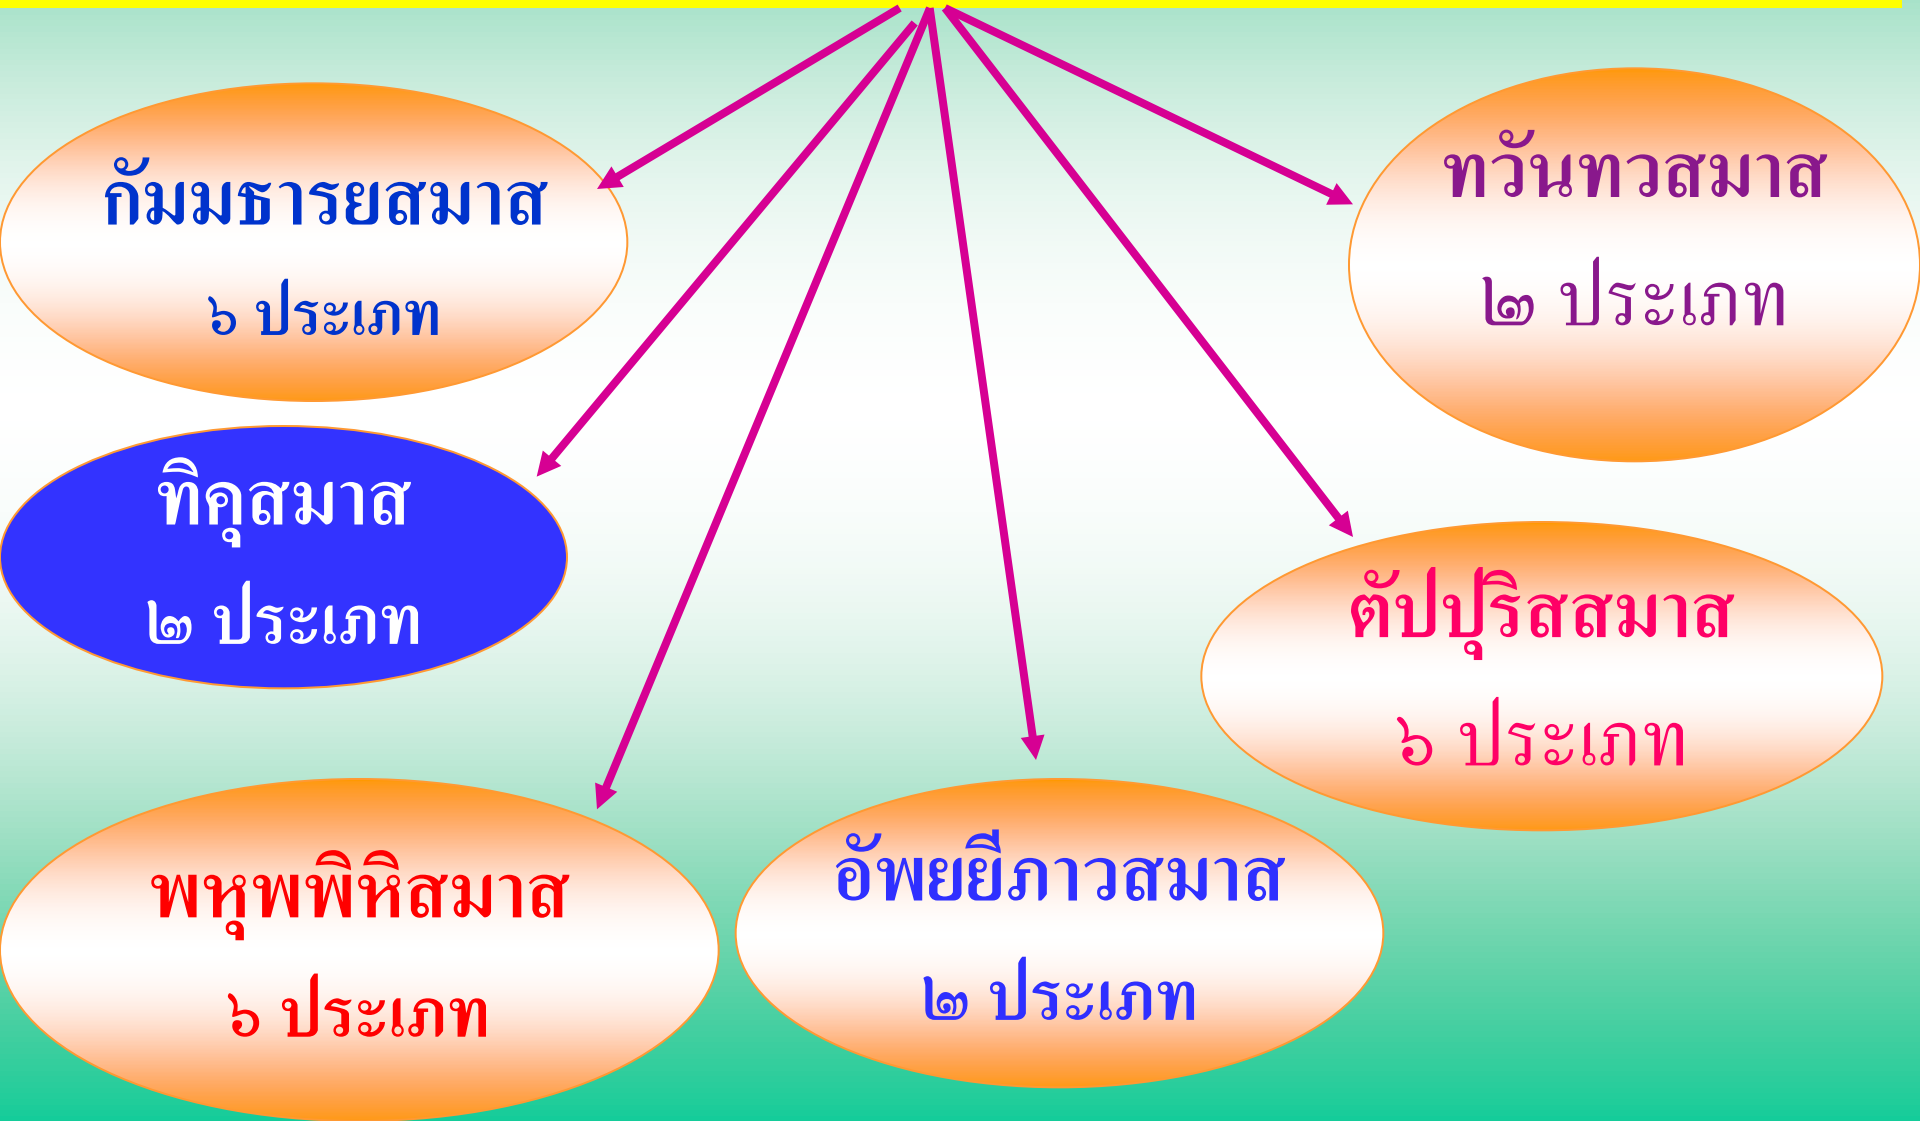 กัมมธารยสมาส
๖ ประเภท
ทวันทวสมาส
๒ ประเภท
ทิคุสมาส
๒ ประเภท
ตัปปุริสสมาส
๖ ประเภท
พหุพพิหิสมาส
๖ ประเภท
อัพยยีภาวสมาส
๒ ประเภท